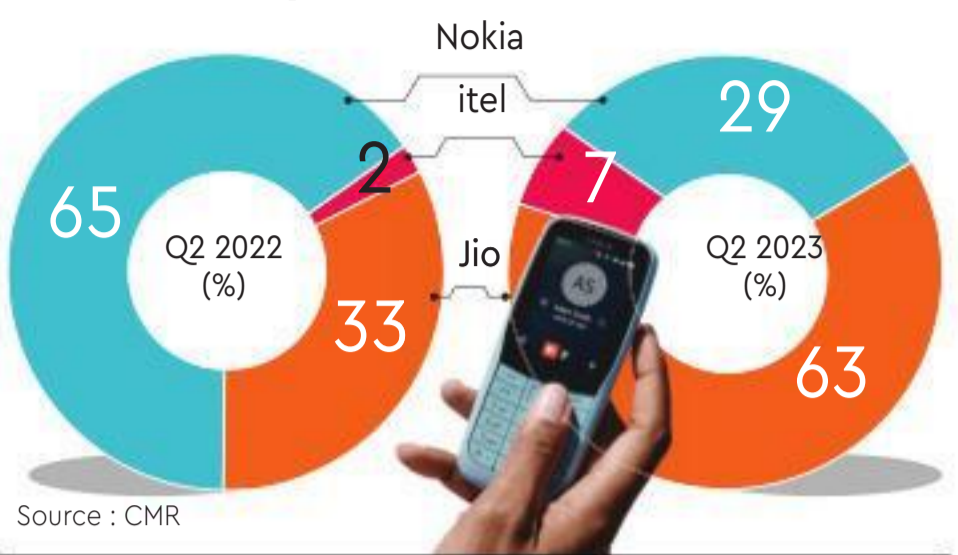 Nokia
itel
Jio
65
2
33
Q2 2022
(%)
29
7
63
Q2 2023
(%)
AS
Source : CMR